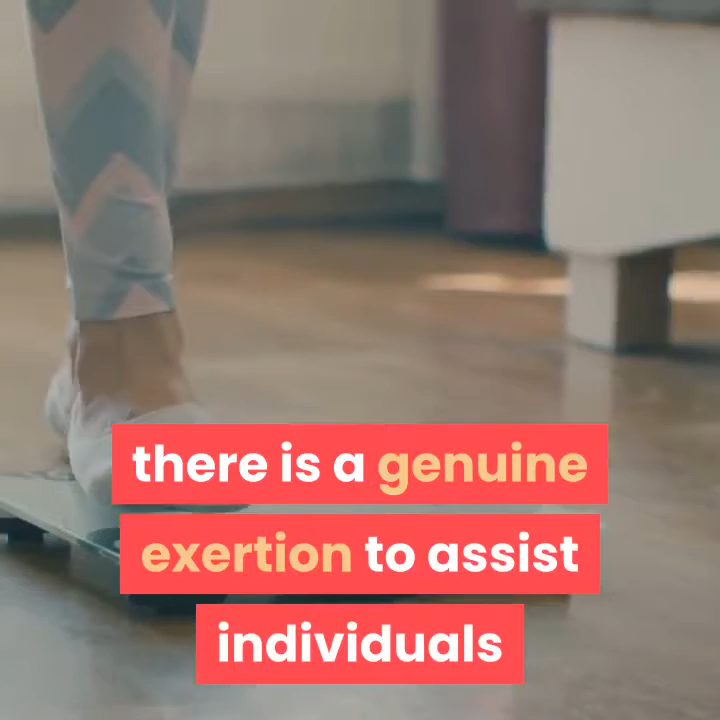 there is a genuine
exertion to assist
individuals